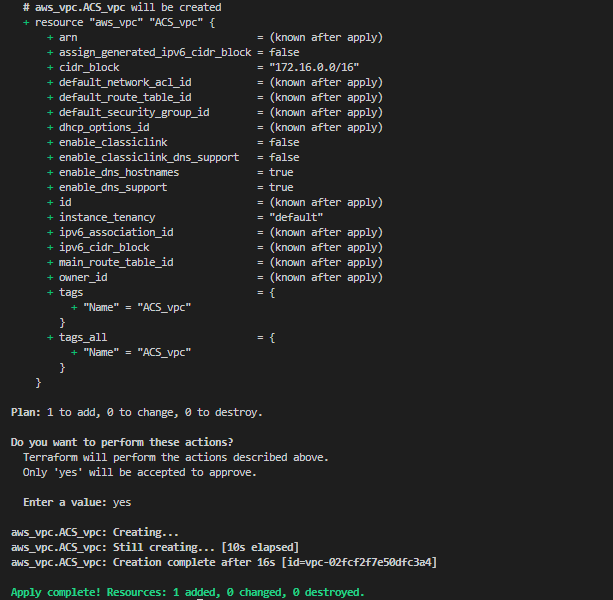 # aws_vpc.ACS_vpc will be created
+ resource "aws_vpc" "ACS_vpc" {
+ arn = (known after apply)
+ assign_generated_ipv6_cidr_block = false
+ cidr_block = "172.16.0.0/16"
+ default_network_acl_id = (known after apply)
+ default_route_table_id = (known after apply)
+ default_security_group_id = (known after apply)
+ dhcp_options_id = (known after apply)
+ enable_classiclink = false
+ enable_classiclink_dns_support = false
+ enable_dns_hostnames = true
+ enable_dns_support = true
+ id = (known after apply)
+ instance_tenancy = "default"
+ ipv6_association_id = (known after apply)
+ ipv6_cidr_block = (known after apply)
+ main_route_table_id = (known after apply)
+ owner_id = (known after apply)
+ tags = {
+ "Name" = "ACS_vpc"
}
+ tags_all = {
+ "Name" = "ACS_vpc"
}
}
Plan: 1 to add, 0 to change, 0 to destroy.
Do you want to perform these actions?
Terraform will perform the actions described above.
Only 'yes' will be accepted to approve.
Enter a value: yes
aws_vpc.ACS_vpc: Creating...
aws_vpc.ACS_vpc: Still creating... [10s elapsed]
aws_vpc.ACS_vpc: Creation complete after 16s [id=vpc-02fcf2f7e50dfc3a4]
Apply complete! Resources: 1 added, 0 changed, 0 destroyed.